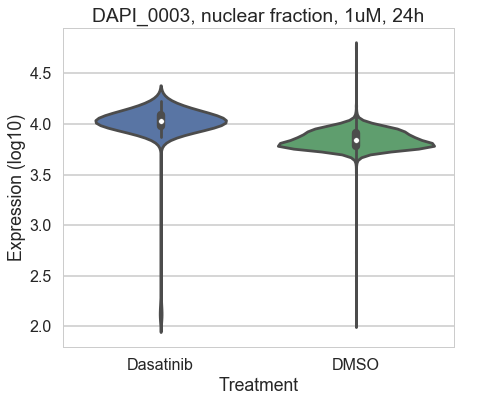 DAPI_0003, nuclear fraction, 1uM, 24h
Expression (log10)
4.5
4.0
3.5
3.0
2.5
2.0
Dasatinib DMSO
Treatment